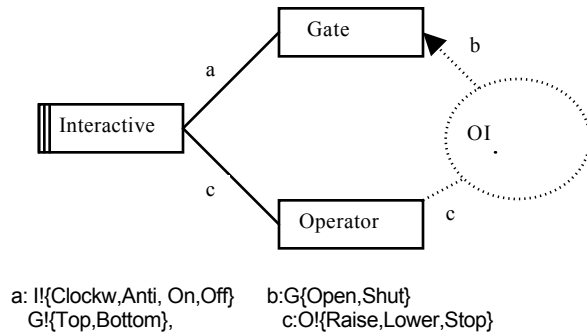 Gate
a
b
Interactive
OI
.
c
Operator
c
a: I!{Clockw,Anti, On,Off} b:G{Open,Shut}
G!{Top,Bottom}, c:O!{Raise,Lower,Stop}